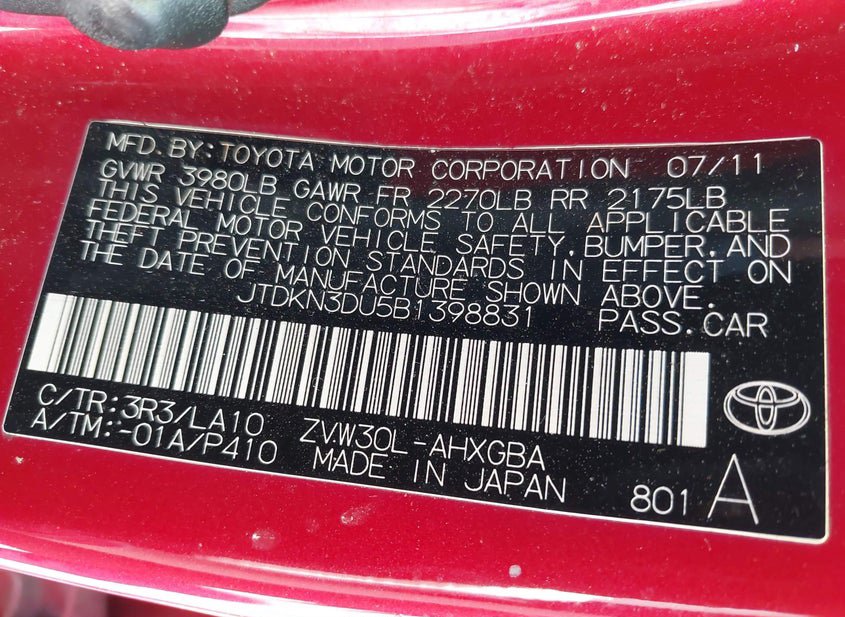 MFD. BY: TOYOTA MOTOR CORPORATION 07/11
GVWR 3980LB GAWR FR 2270LB RR 2175LB
THIS VEHICLE CONFORMS TO ALL APPLICABLE
FEDERAL MOTOR VEHICLE SAFETY, BUMPER, AND
THEFT PREVENTION STANDARDS IN EFFECT ON
THE DATE OF MANUFACTURE SHOWN ABOVE.
JTDKN3DU5B1398831 PASS. CAR
C/TR: 3R3/LA10 ZVW30L-AHXGBA
A/TM: -01A/P410 MADE IN JAPAN
801 A